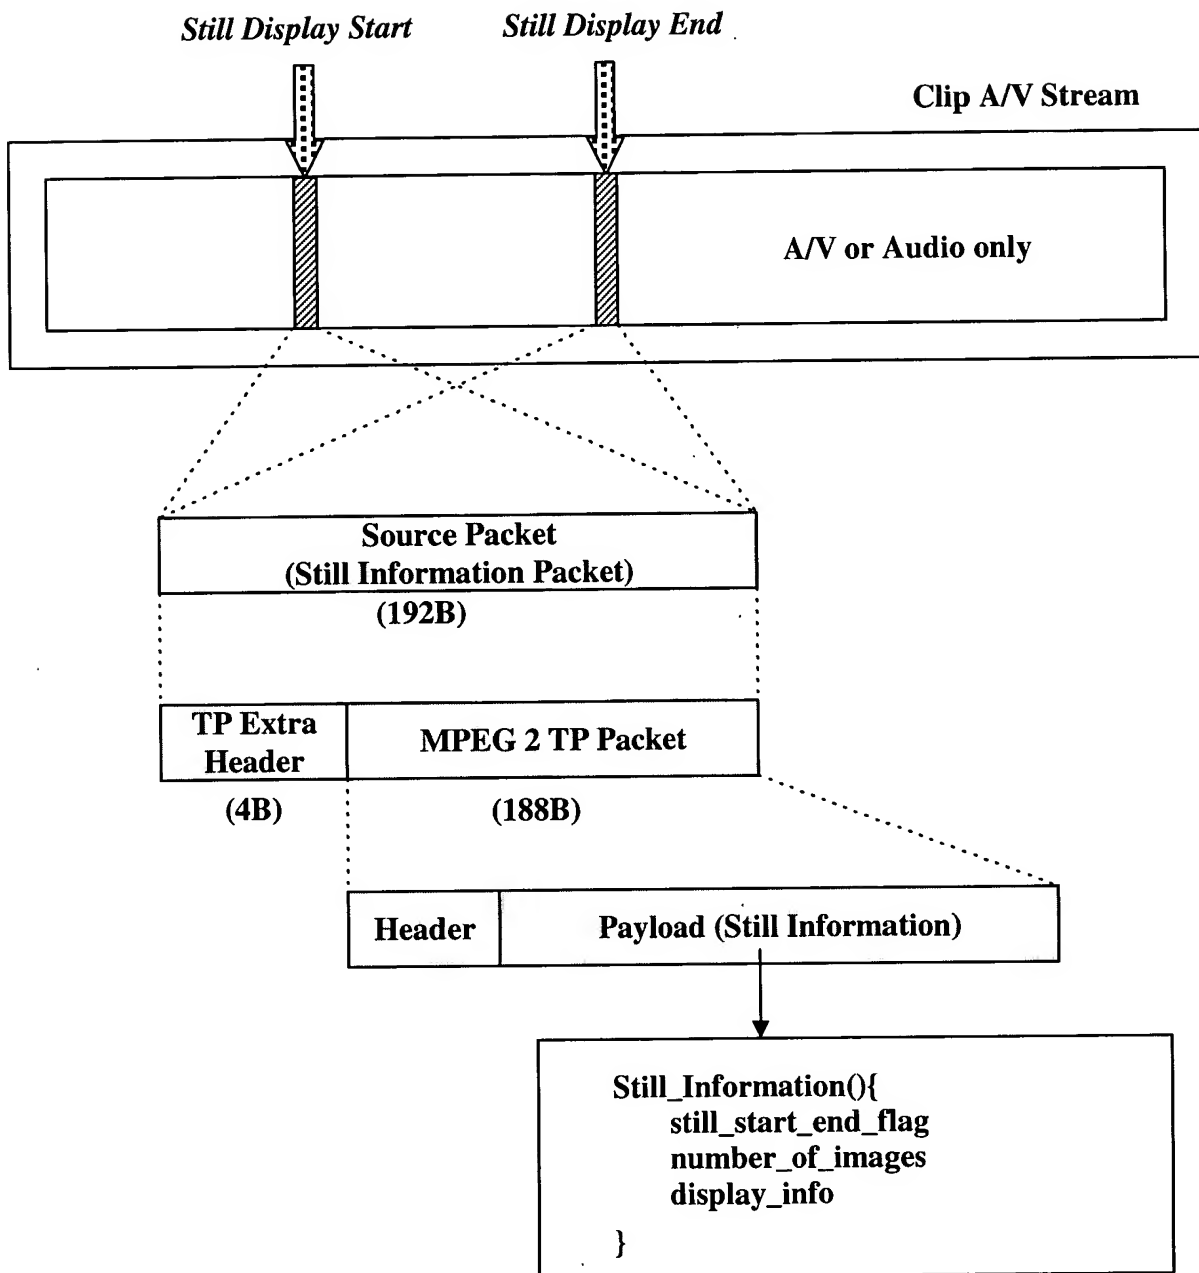 Still Display Start
Still Display End
Clip A/V Stream
A/V or Audio only
Source Packet
(Still Information Packet)
(192B)
TP Extra
Header
MPEG 2 TP Packet
(4B)
(188B)
Header
Payload (Still Information)
Still_Information(){
still_start_end_flag
number_of_images
display_info
}